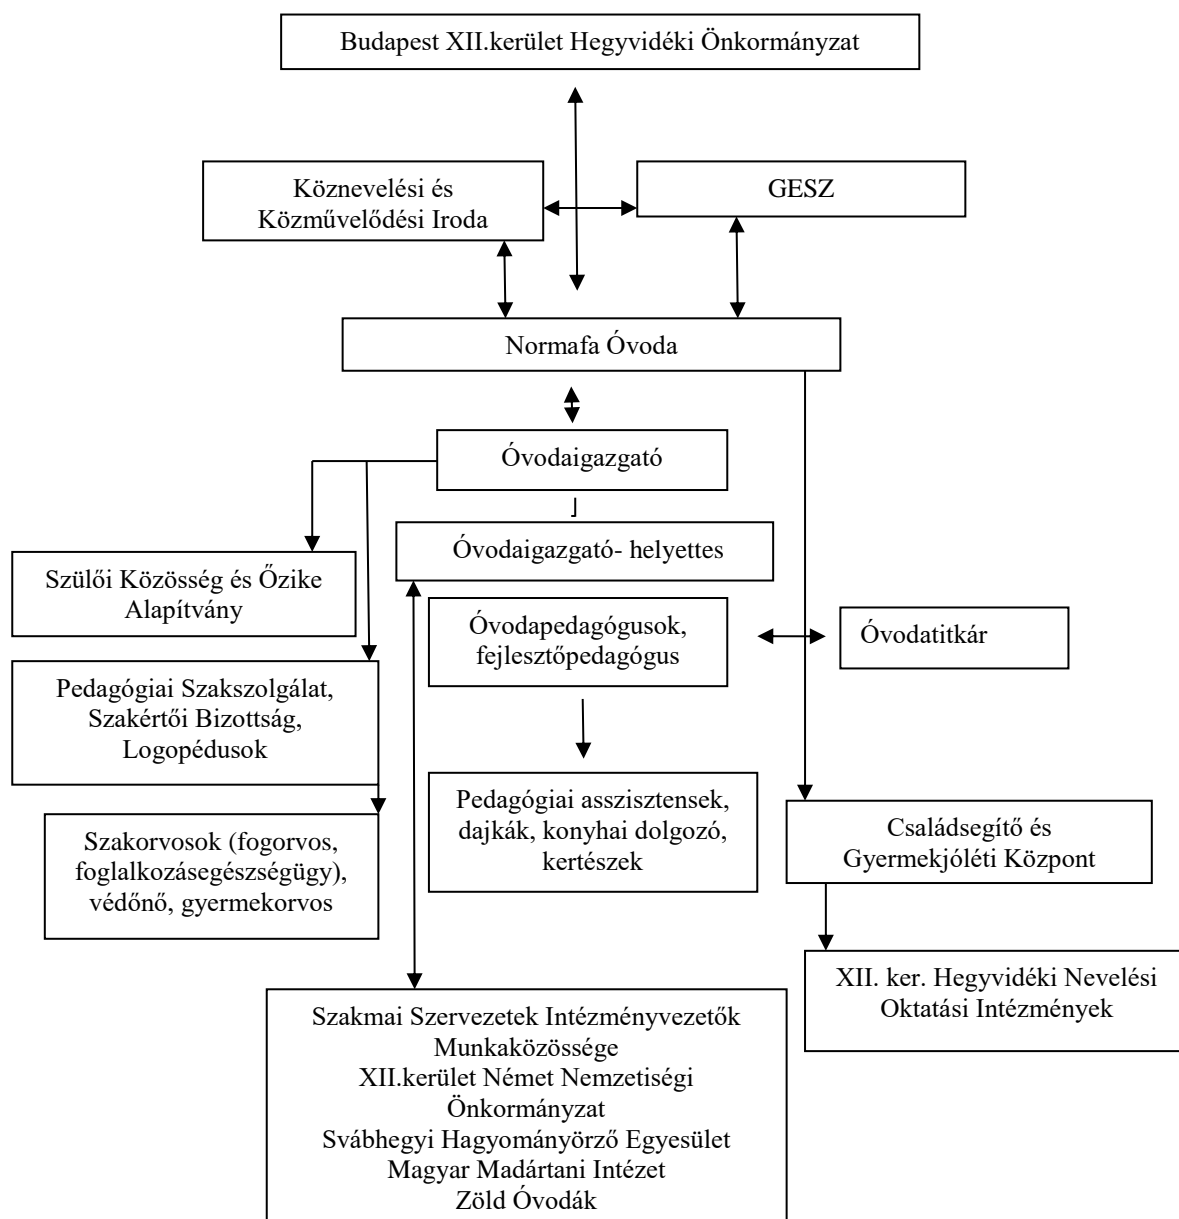 Budapest XII.kerület Hegyvidéki Önkormányzat
Köznevelési és
Közművelődési Iroda
GESZ
Normafa Óvoda
Óvodaigazgató
Óvodaigazgató- helyettes
Szülői Közösség és Őzike
Alapítvány
Óvodapedagógusok,
fejlesztőpedagógus
Óvodatitkár
Pedagógiai Szakszolgálat,
Szakértői Bizottság,
Logopédusok
Pedagógiai asszisztensek,
dajkák, konyhai dolgozó,
kertészek
Családsegítő és
Gyermekjóléti Központ
Szakorvosok (fogorvos,
foglalkozásegészségügy),
védőnő, gyermekorvos
XII. ker. Hegyvidéki Nevelési
Oktatási Intézmények
Szakmai Szervezetek Intézményvezetők
Munkaközössége
XII.kerület Német Nemzetiségi
Önkormányzat
Svábhegyi Hagyományörző Egyesület
Magyar Madártani Intézet
Zöld Óvodák